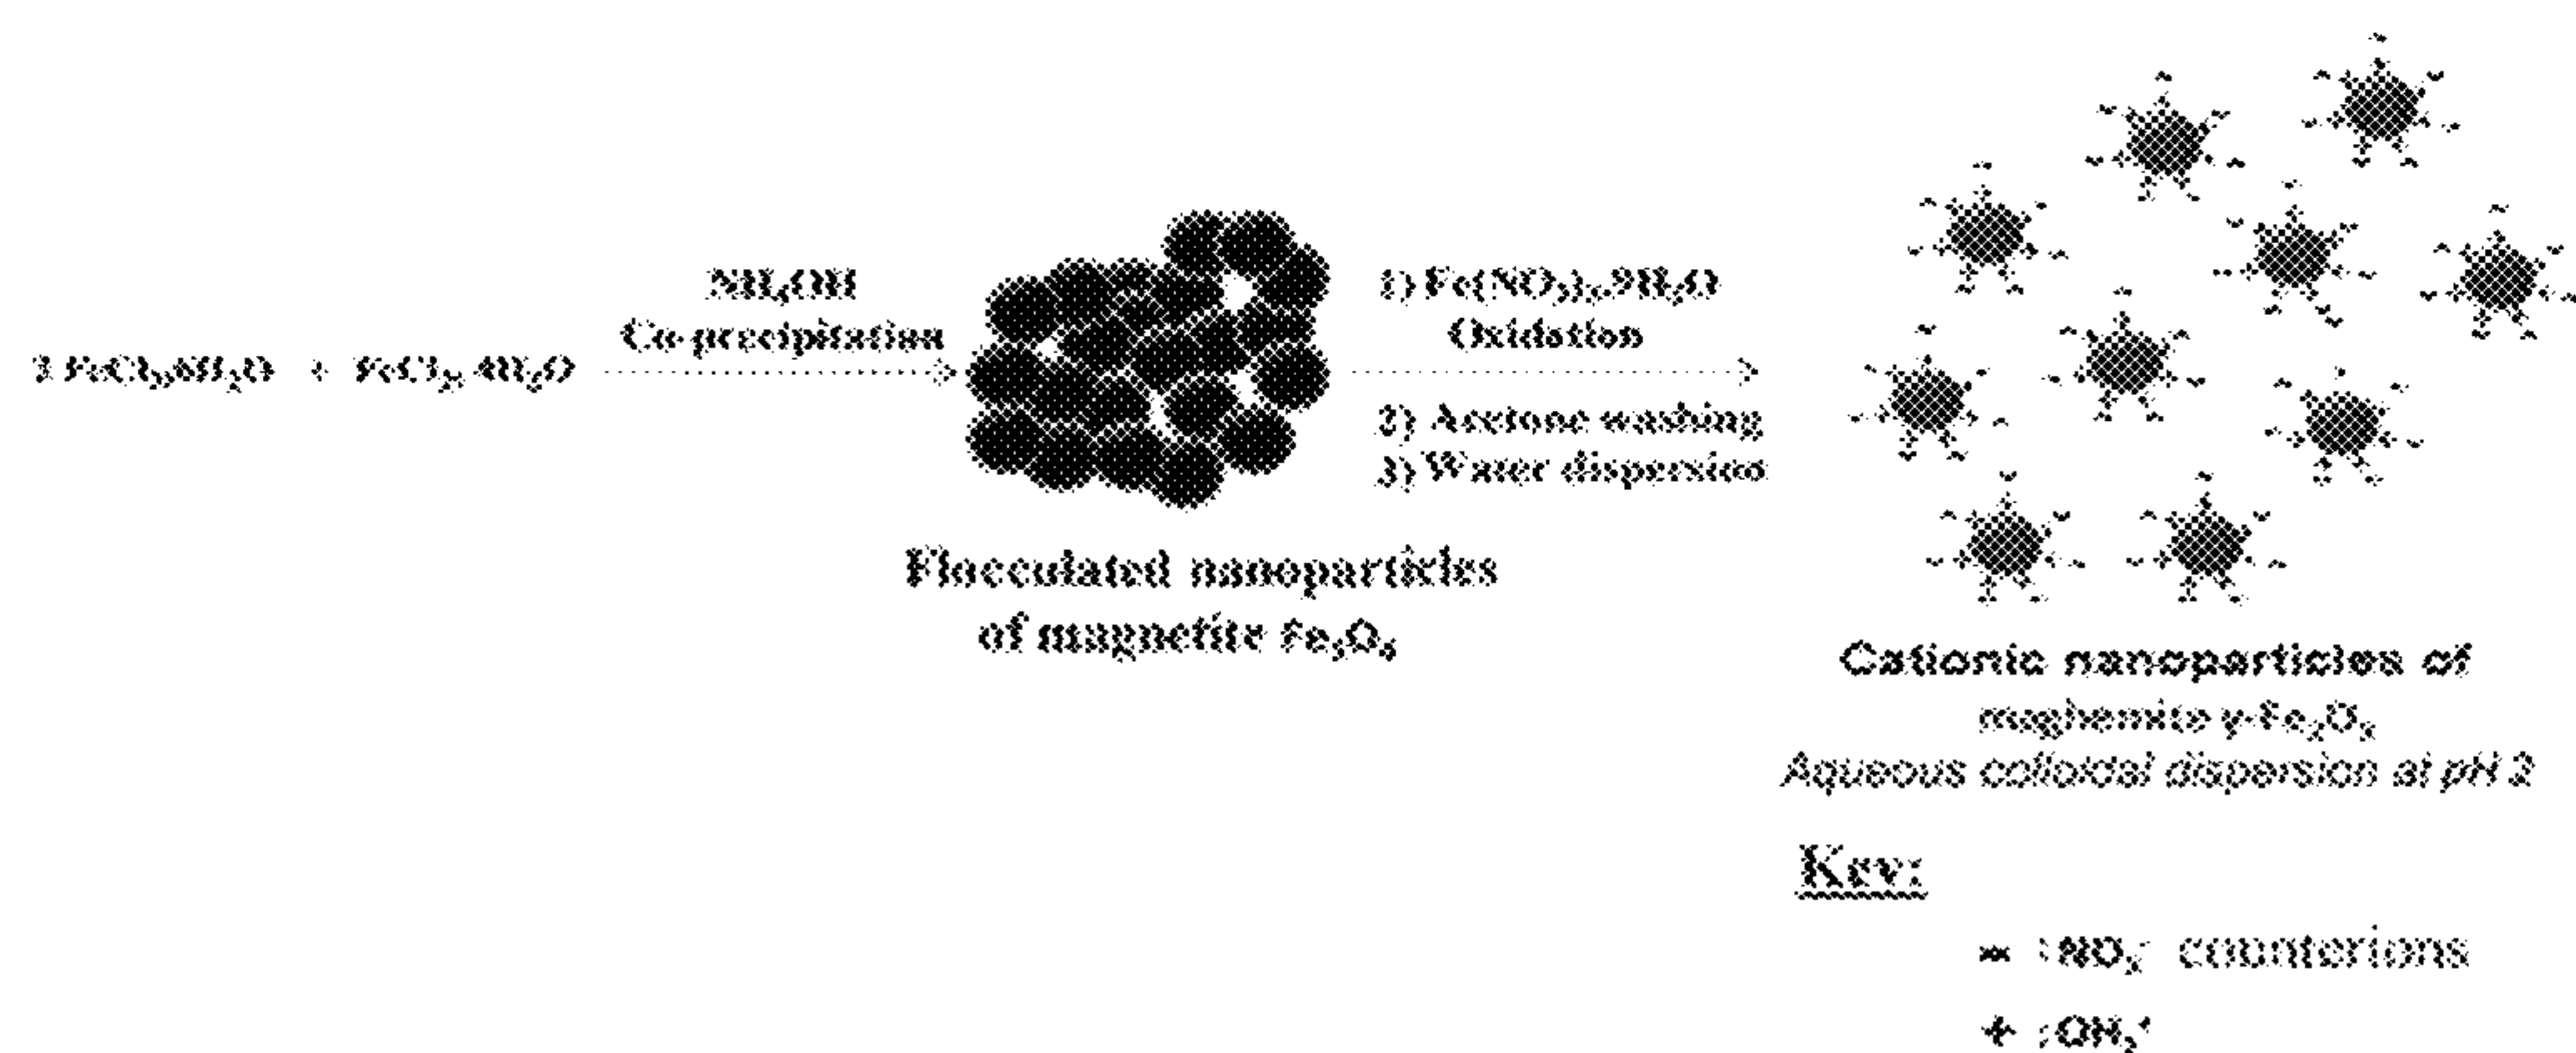 2 FeCl₃,6H₂O + FeCl₂, 4H₂O
NH₄OH
Co-precipitation
1) Fe(NO₃)₃.9H₂O
Oxidation
2) Acetone washing
3) Water dispersion
Flocculated nanoparticles
of magnetite Fe₃O₄
Cationic nanoparticles of
maghemite γ-Fe₂O₃
Aqueous colloidal dispersion at pH 2
Key:
- :NO₃⁻ counterions
+ :OH₂⁺